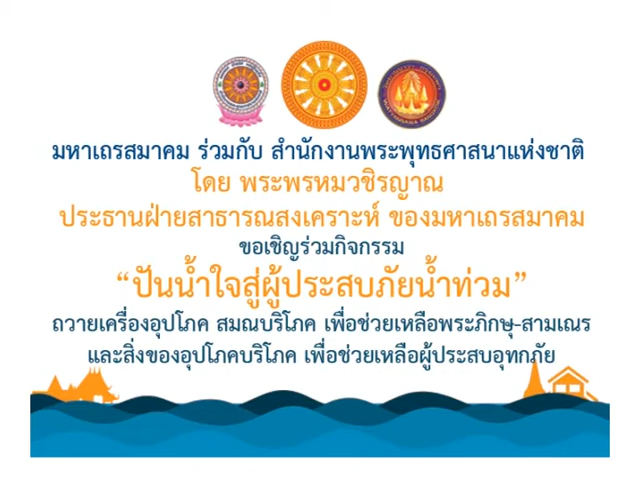 มหาเถรสมาคม ร่วมกับ สำนักงานพระพุทธศาสนาแห่งชาติ
โดย พระพรหมวชิรญาณ
ประธานฝ่ายสาธารณสงเคราะห์ ของมหาเถรสมาคม
ขอเชิญร่วมกิจกรรม
“ปันน้ำใจสู่ผู้ประสบภัยน้ำท่วม”
ถวายเครื่องอุปโภค สมณบริโภค เพื่อช่วยเหลือพระภิกษุ-สามเณร
และสิ่งของอุปโภคบริโภค เพื่อช่วยเหลือผู้ประสบอุทกภัย